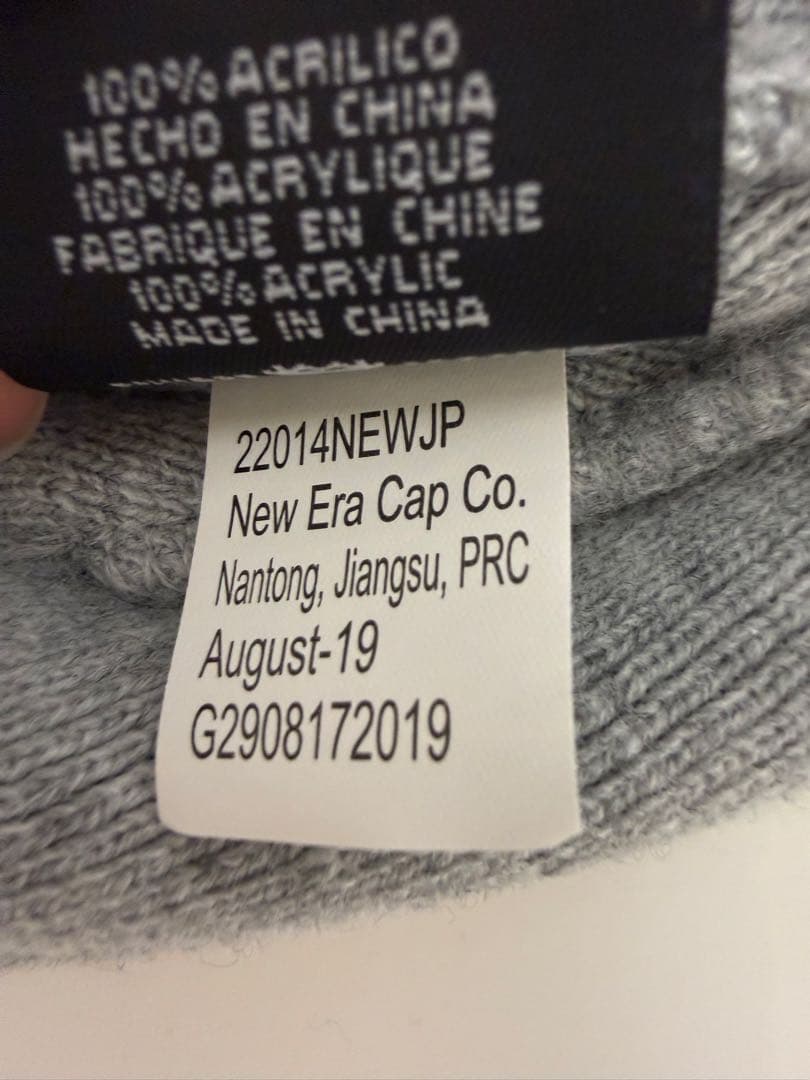 100% ACRILICO
HECHO EN CHINA
100% ACRYLIQUE
FABRIQUE EN CHINE
100% ACRYLIC
MADE IN CHINA
22014NEWJP
New Era Cap Co.
Nantong, Jiangsu, PRC
August-19
G2908172019